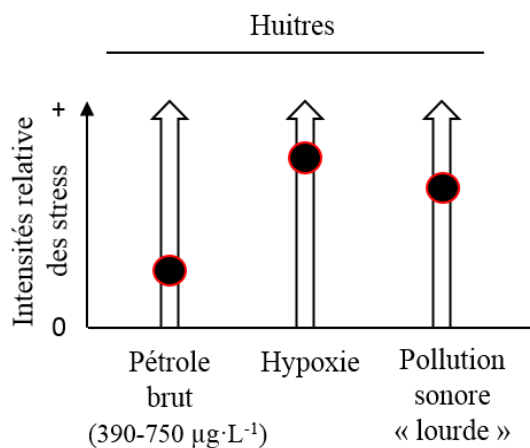 Huitres
+
Intensités relative
des stress
0
Pétrole
brut
(390-750 µg·L⁻¹)
Hypoxie
Pollution
sonore
« lourde »